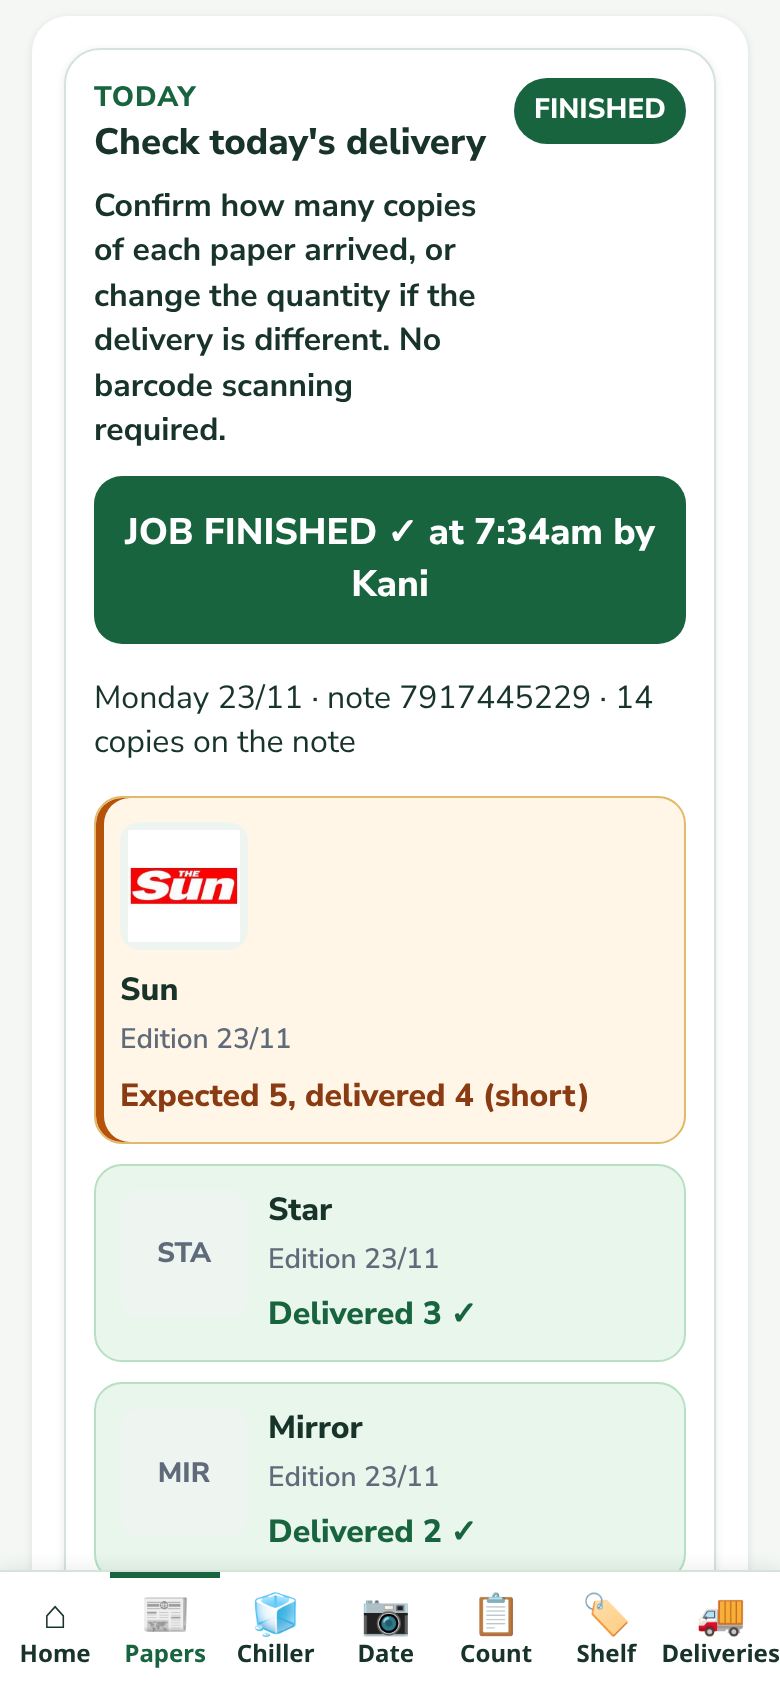 TODAY
Check today's delivery
FINISHED
Confirm how many copies
of each paper arrived, or
change the quantity if the
delivery is different. No
barcode scanning
required.
JOB FINISHED ✓ at 7:34am by
Kani
Monday 23/11 · note 7917445229 · 14
copies on the note
THE
Sun
Sun
Edition 23/11
Expected 5, delivered 4 (short)
STA
Star
Edition 23/11
Delivered 3 ✓
MIR
Mirror
Edition 23/11
Delivered 2 ✓
Home
Papers
Chiller
Date
Count
Shelf
Deliveries